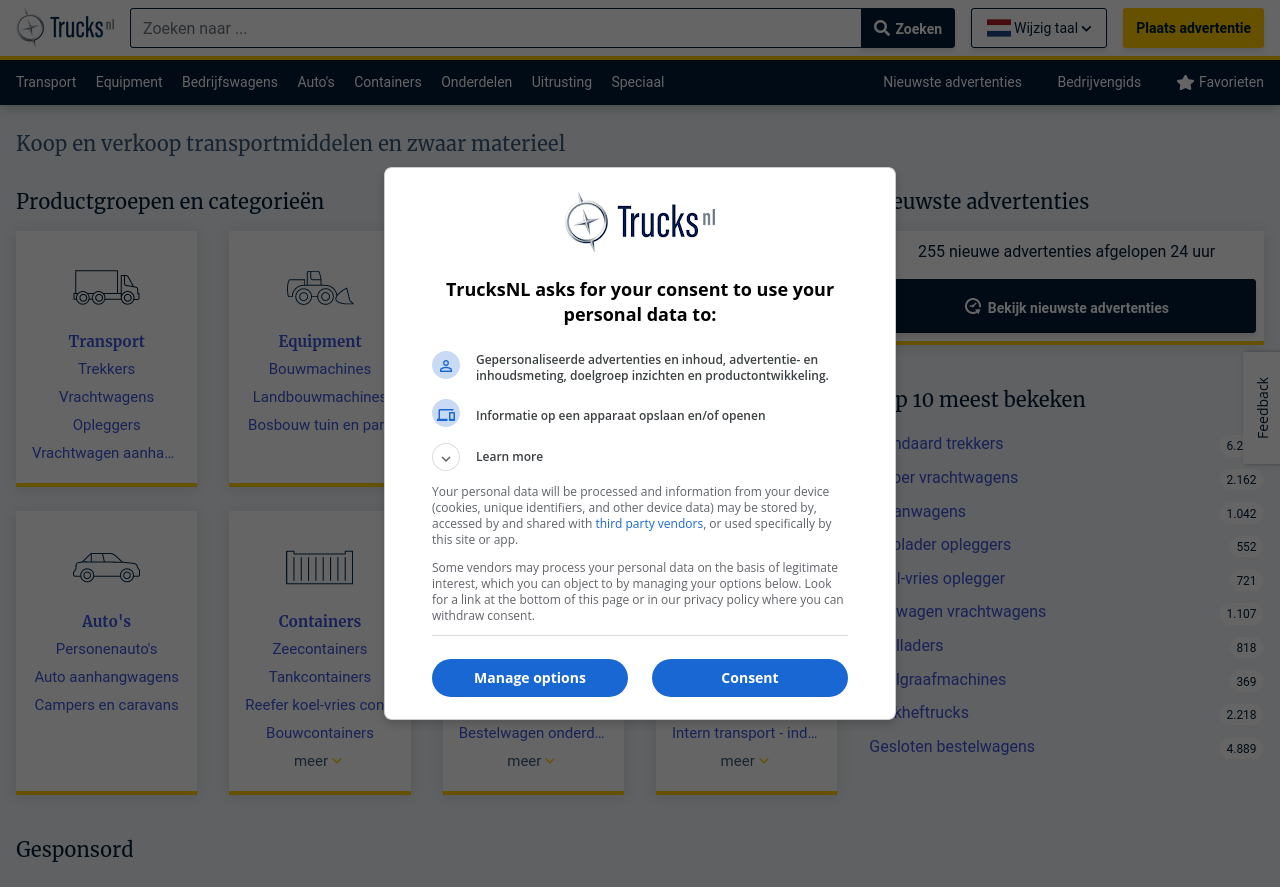 Trucks nl
Zoeken naar ...
Zoeken
Wijzig taal
Plaats advertentie
Transport Equipment Bedrijfswagens Auto's Containers Onderdelen Uitrusting Speciaal
Nieuwste advertenties Bedrijvengids Favorieten
Koop en verkoop transportmiddelen en zwaar materieel
Productgroepen en categorieën
Transport
Trekkers
Vrachtwagens
Opleggers
Vrachtwagen aanha...
Equipment
Bouwmachines
Landbouwmachines
Bosbouw tuin en par
Auto's
Personenauto's
Auto aanhangwagens
Campers en caravans
Containers
Zeecontainers
Tankcontainers
Reefer koel-vries con
Bouwcontainers
meer
Bestelwagen onderd...
meer
Intern transport - ind...
meer
Trucks nl
TrucksNL asks for your consent to use your
personal data to:
Gepersonaliseerde advertenties en inhoud, advertentie- en
inhoudsmeting, doelgroep inzichten en productontwikkeling.
Informatie op een apparaat opslaan en/of openen
Learn more
Your personal data will be processed and information from your device
(cookies, unique identifiers, and other device data) may be stored by,
accessed by and shared with third party vendors, or used specifically by
this site or app.
Some vendors may process your personal data on the basis of legitimate
interest, which you can object to by managing your options below. Look
for a link at the bottom of this page or in our privacy policy where you can
withdraw consent.
Manage options
Consent
euwste advertenties
255 nieuwe advertenties afgelopen 24 uur
Bekijk nieuwste advertenties
Feedback
p 10 meest bekeken
ndaard trekkers 6.2
per vrachtwagens 2.162
anwagens 1.042
plader opleggers 552
l-vries oplegger 721
wagen vrachtwagens 1.107
lladers 818
lgraafmachines 369
kheftrucks 2.218
Gesloten bestelwagens 4.889
Gesponsord